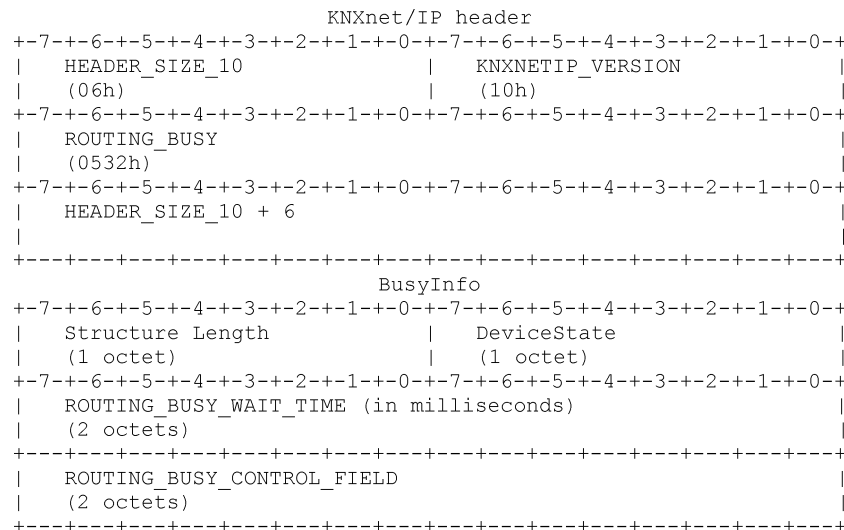 KNXnet/IP header
+-7-+-6-+-5-+-4-+-3-+-2-+-1-+-0-+-7-+-6-+-5-+-4-+-3-+-2-+-1-+-0-+
|   HEADER_SIZE_10              |   KNXNETIP_VERSION            |
|   (06h)                       |   (10h)                       |
+-7-+-6-+-5-+-4-+-3-+-2-+-1-+-0-+-7-+-6-+-5-+-4-+-3-+-2-+-1-+-0-+
|   ROUTING_BUSY                                                |
|   (0532h)                                                     |
+-7-+-6-+-5-+-4-+-3-+-2-+-1-+-0-+-7-+-6-+-5-+-4-+-3-+-2-+-1-+-0-+
|   HEADER_SIZE_10 + 6                                          |
|                                                               |
+---+---+---+---+---+---+---+---+---+---+---+---+---+---+---+---+
BusyInfo
+-7-+-6-+-5-+-4-+-3-+-2-+-1-+-0-+-7-+-6-+-5-+-4-+-3-+-2-+-1-+-0-+
|   Structure Length            |   DeviceState                 |
|   (1 octet)                   |   (1 octet)                   |
+-7-+-6-+-5-+-4-+-3-+-2-+-1-+-0-+-7-+-6-+-5-+-4-+-3-+-2-+-1-+-0-+
|   ROUTING_BUSY_WAIT_TIME (in milliseconds)                    |
|   (2 octets)                                                  |
+---+---+---+---+---+---+---+---+---+---+---+---+---+---+---+---+
|   ROUTING_BUSY_CONTROL_FIELD                                  |
|   (2 octets)                                                  |
+---+---+---+---+---+---+---+---+---+---+---+---+---+---+---+---+